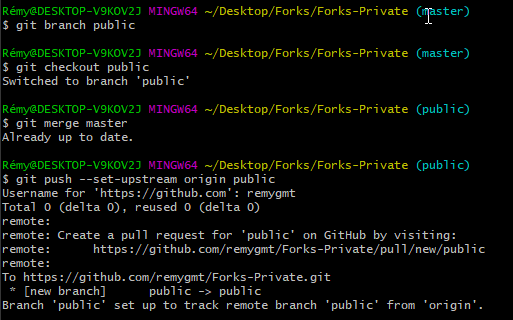 Rémy@DESKTOP-V9KOV2J MINGW64 ~/Desktop/Forks/Forks-Private (master)
$ git branch public
Rémy@DESKTOP-V9KOV2J MINGW64 ~/Desktop/Forks/Forks-Private (master)
$ git checkout public
Switched to branch 'public'
Rémy@DESKTOP-V9KOV2J MINGW64 ~/Desktop/Forks/Forks-Private (public)
$ git merge master
Already up to date.
Rémy@DESKTOP-V9KOV2J MINGW64 ~/Desktop/Forks/Forks-Private (public)
$ git push --set-upstream origin public
Username for 'https://github.com': remygmt
Total 0 (delta 0), reused 0 (delta 0)
remote:
remote: Create a pull request for 'public' on GitHub by visiting:
remote:      https://github.com/remygmt/Forks-Private/pull/new/public
remote:
To https://github.com/remygmt/Forks-Private.git
 * [new branch]      public -> public
Branch 'public' set up to track remote branch 'public' from 'origin'.